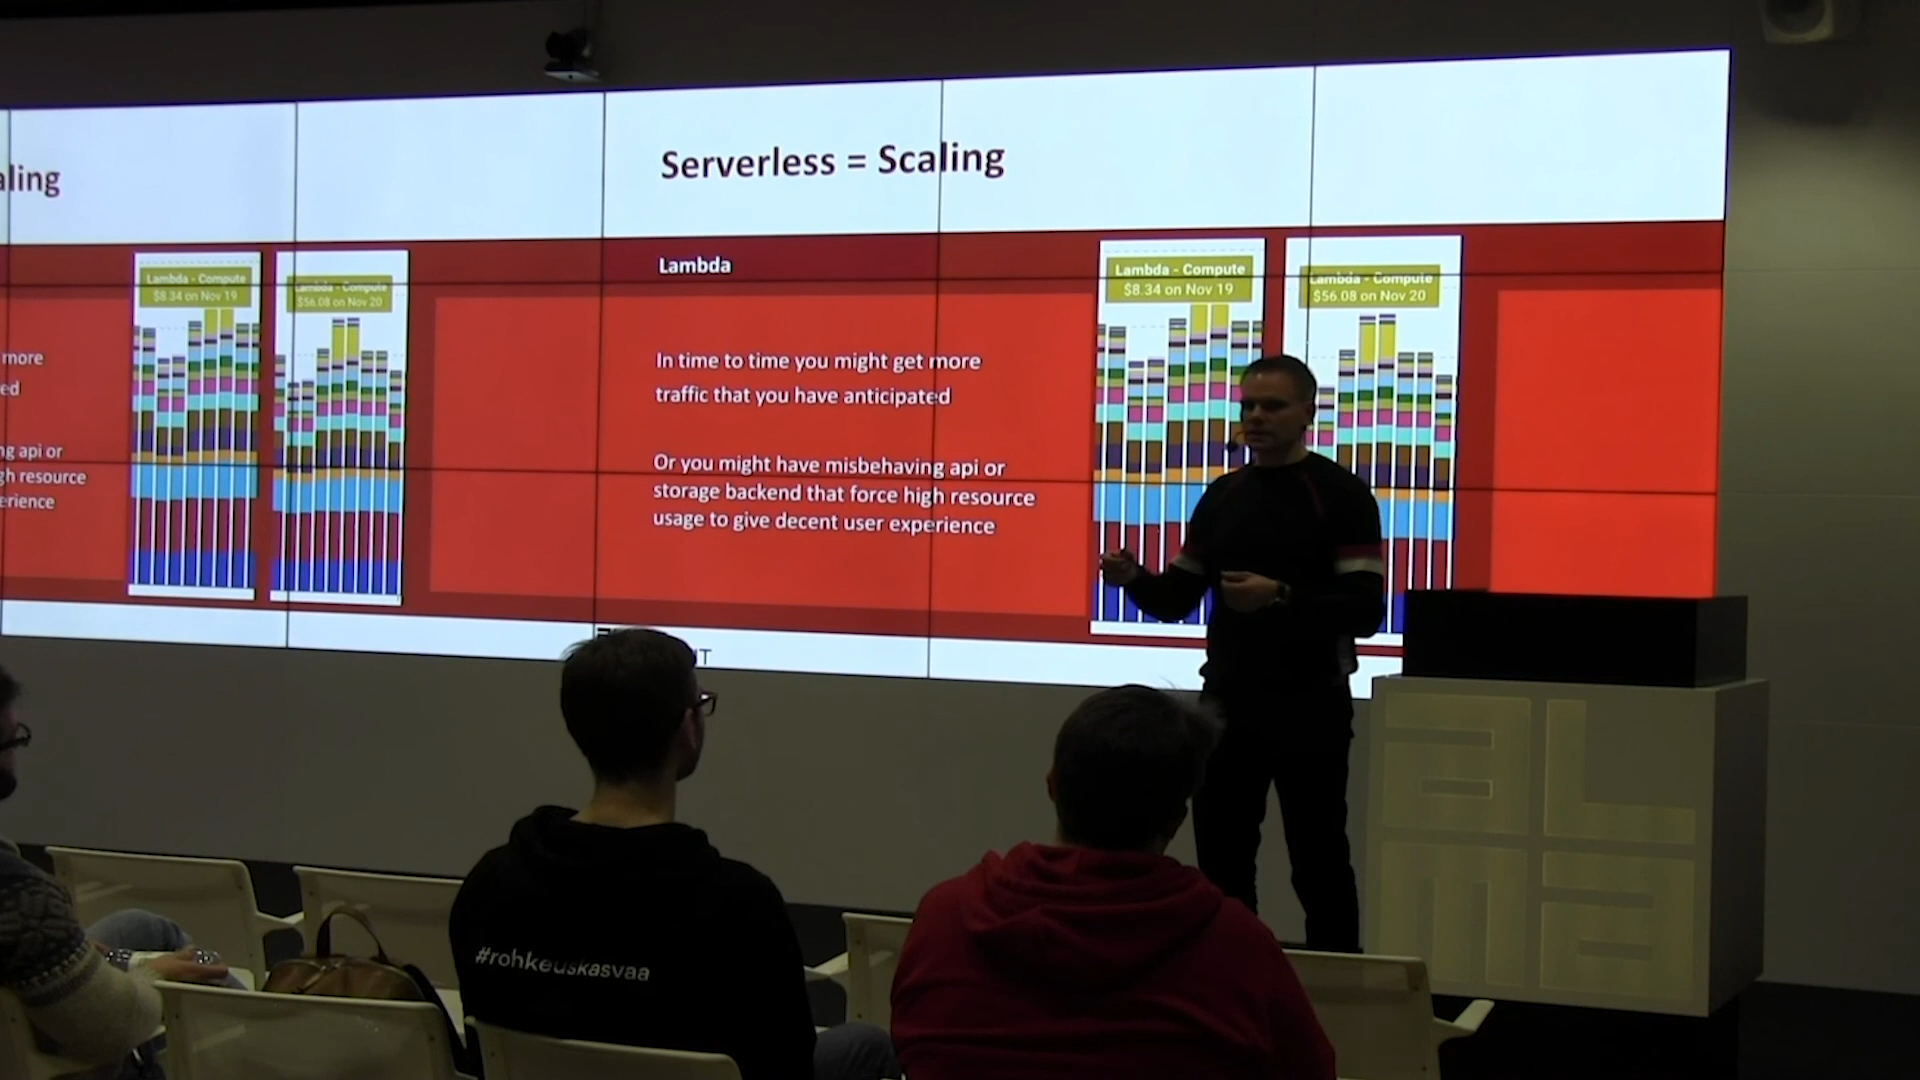 aling
more
ed
ng api or
gh resource
erience
Lambda - Compute
$8.34 on Nov 19
Lambda - Compute
$56.08 on Nov 20
Serverless = Scaling
Lambda
In time to time you might get more
traffic that you have anticipated
Or you might have misbehaving api or
storage backend that force high resource
usage to give decent user experience
Lambda - Compute
$8.34 on Nov 19
Lambda - Compute
$56.08 on Nov 20
IT
#rohkeuskasvaa
aL
ma